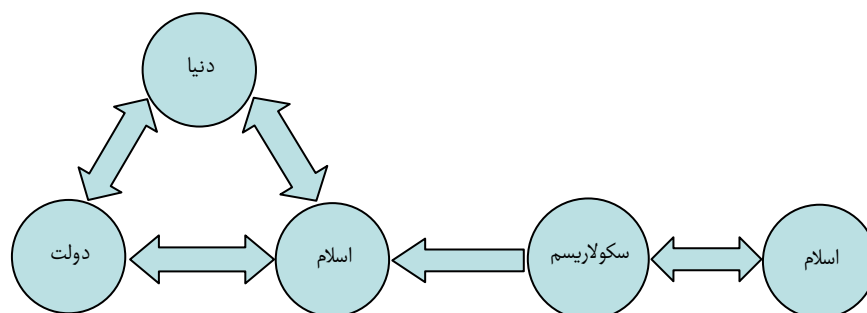 دنیا
اسلام
سکولاریسم
اسلام
دولت